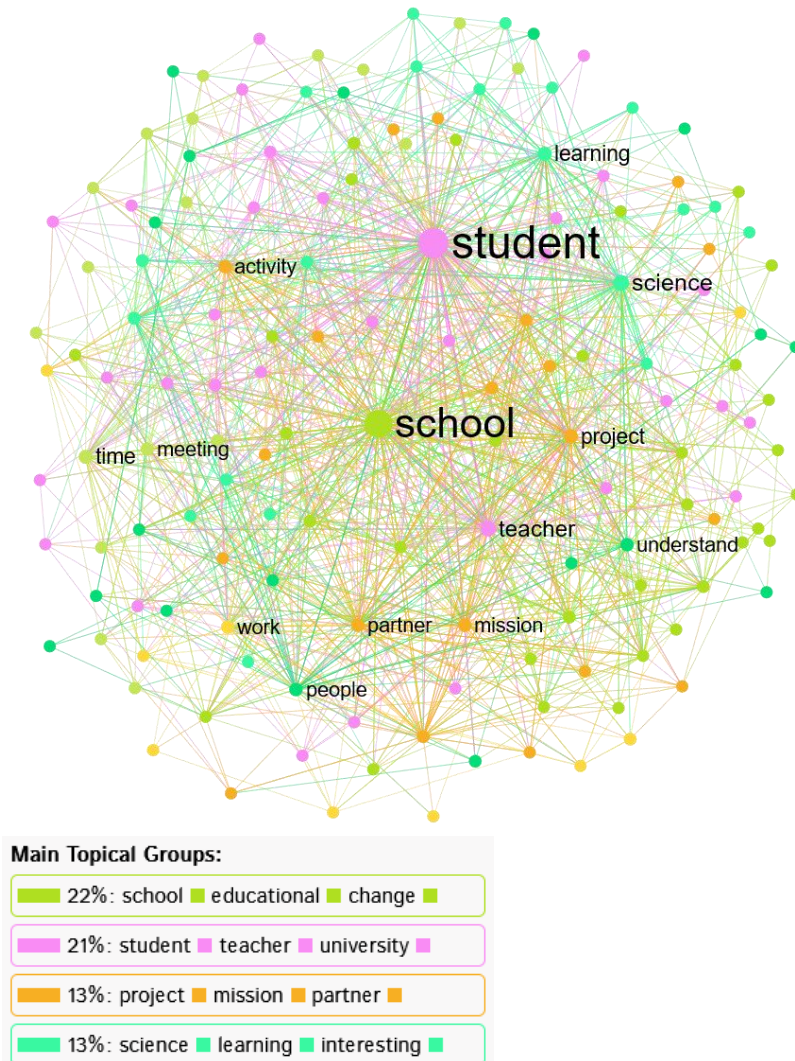 learning
student
activity
science
school
project
meeting
time
teacher
understand
partner
mission
work
people
Main Topical Groups:
22%: school educational change
21%: student teacher university
13%: project mission partner
13%: science learning interesting